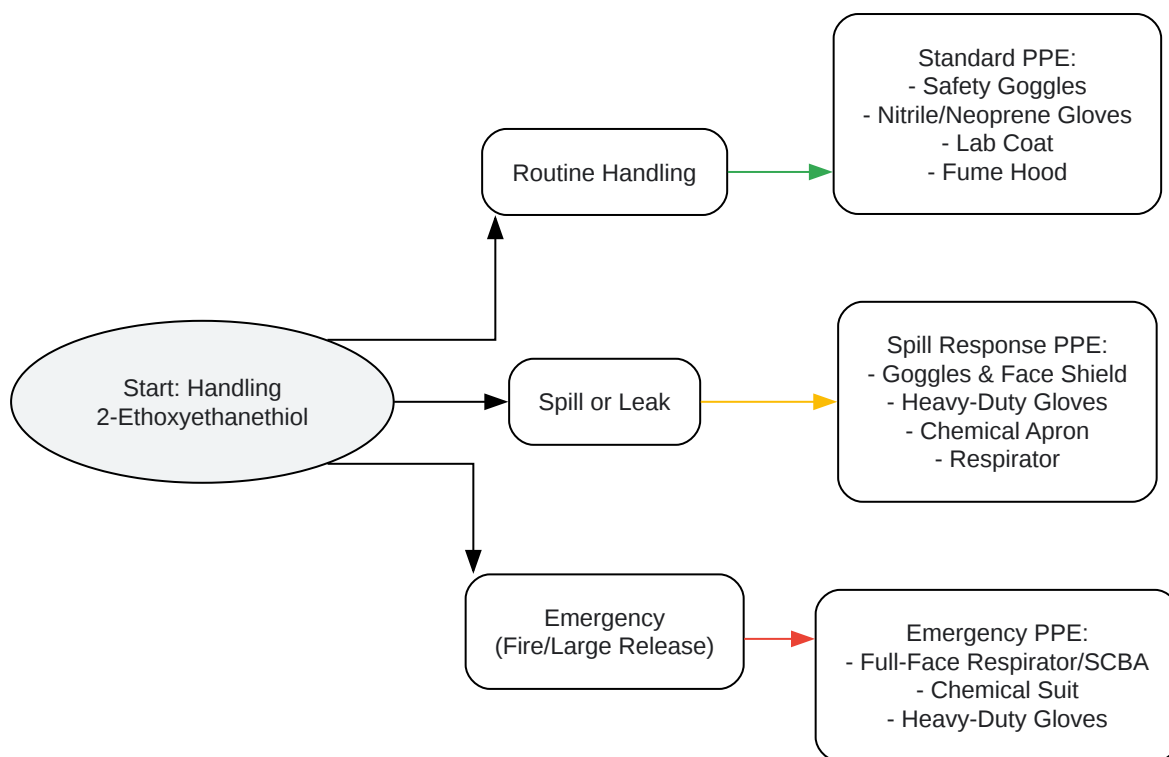 Start: Handling
2-Ethoxyethanethiol
Routine Handling
Standard PPE:
- Safety Goggles
- Nitrile/Neoprene Gloves
- Lab Coat
- Fume Hood
Spill or Leak
Spill Response PPE:
- Goggles & Face Shield
- Heavy-Duty Gloves
- Chemical Apron
- Respirator
Emergency
(Fire/Large Release)
Emergency PPE:
- Full-Face Respirator/SCBA
- Chemical Suit
- Heavy-Duty Gloves